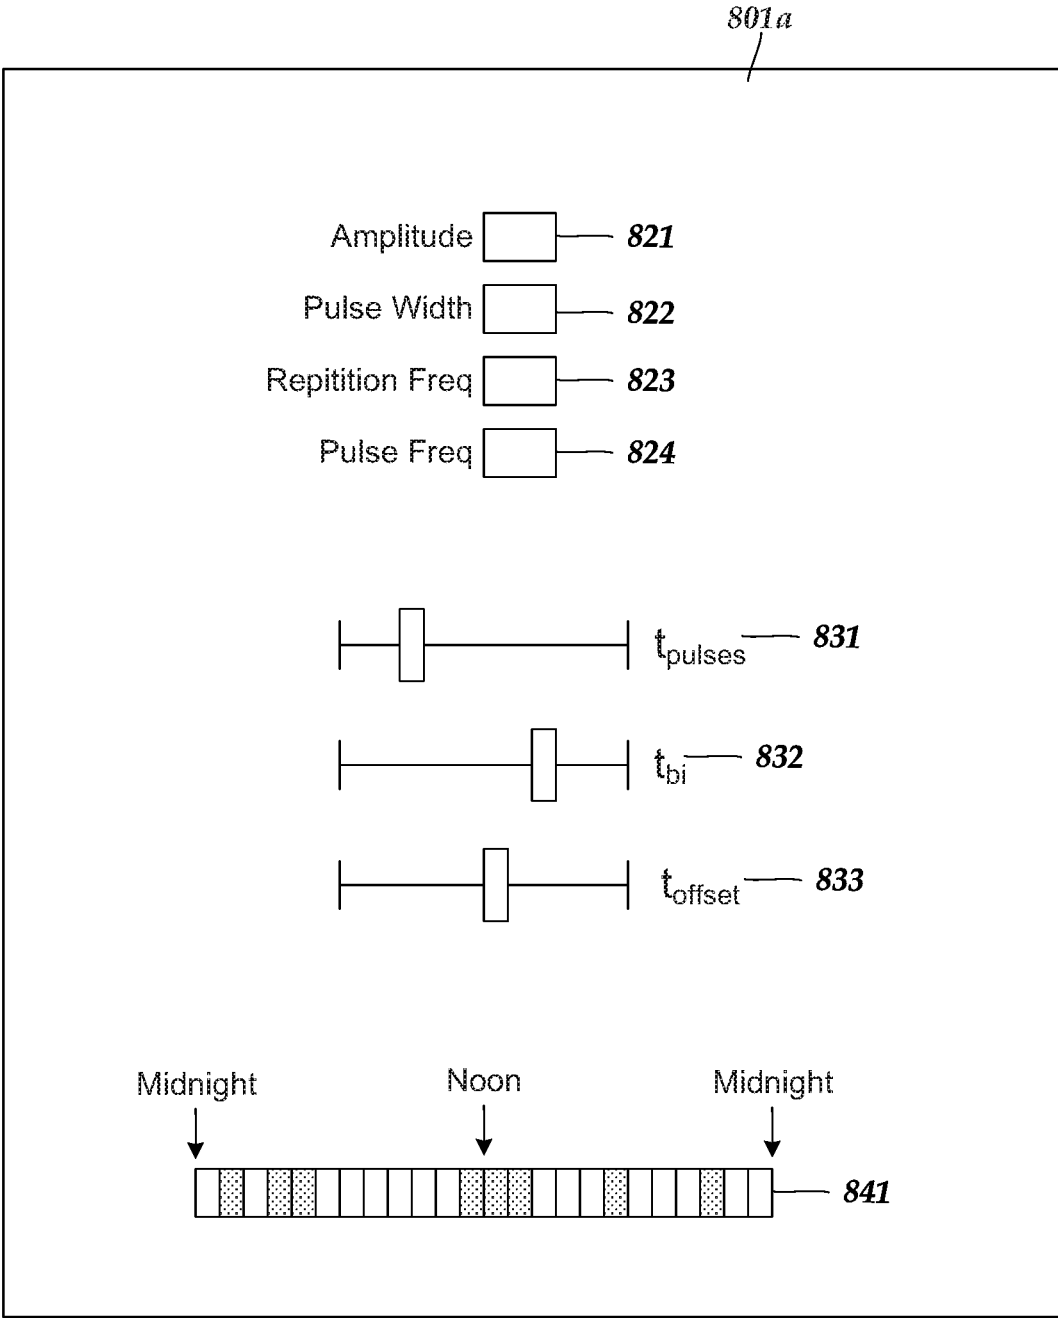 801a
Amplitude 821
Pulse Width 822
Repitition Freq 823
Pulse Freq 824
tpulses 831
tbi 832
toffset 833
Midnight Noon Midnight
841